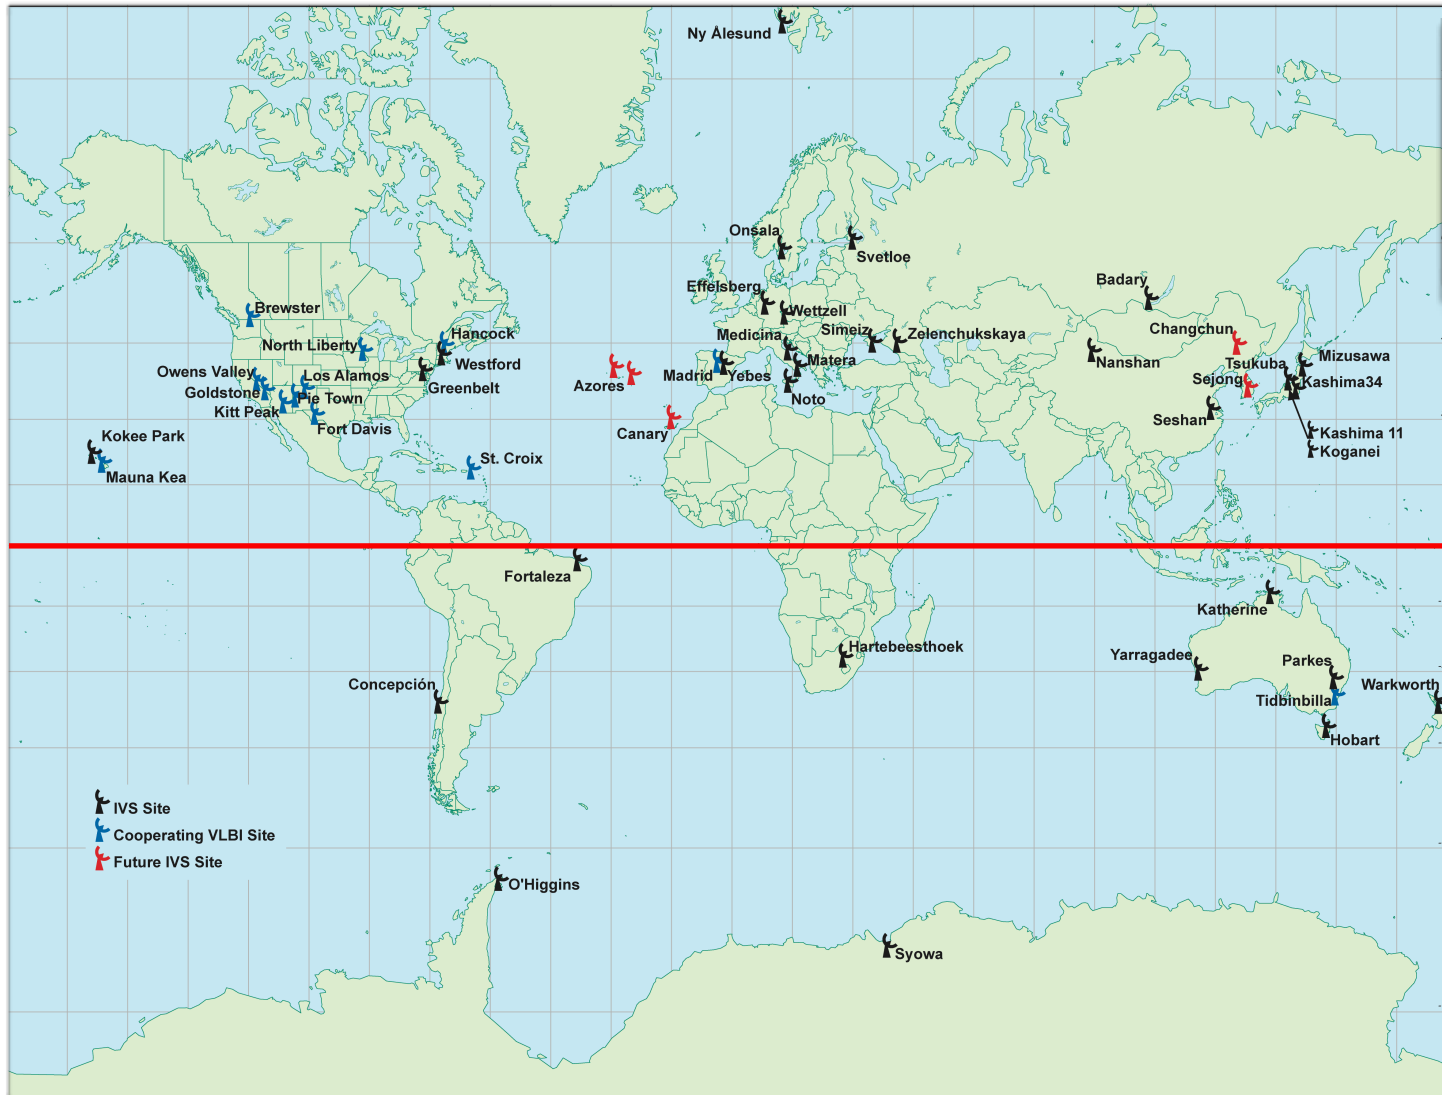 Ny Ålesund
Onsala
Svetloe
Badary
Effelsberg
Brewster
Wettzell
Changchun
Hancock
Medicina
Simeiz
Zelenchukskaya
North Liberty
Westford
Matera
Nanshan
Tsukuba
Mizusawa
Owens Valley
Los Alamos
Greenbelt
Azores
Madrid
Yebes
Sejong
Kashima34
Goldstone
Pie Town
Noto
Kitt Peak
Fort Davis
Canary
Seshan
Kokee Park
Kashima 11
Koganei
Mauna Kea
St. Croix
Fortaleza
Katherine
Hartebeesthoek
Yarragadee
Parkes
Concepción
Warkworth
Tidbinbilla
Hobart
IVS Site
Cooperating VLBI Site
Future IVS Site
O'Higgins
Syowa